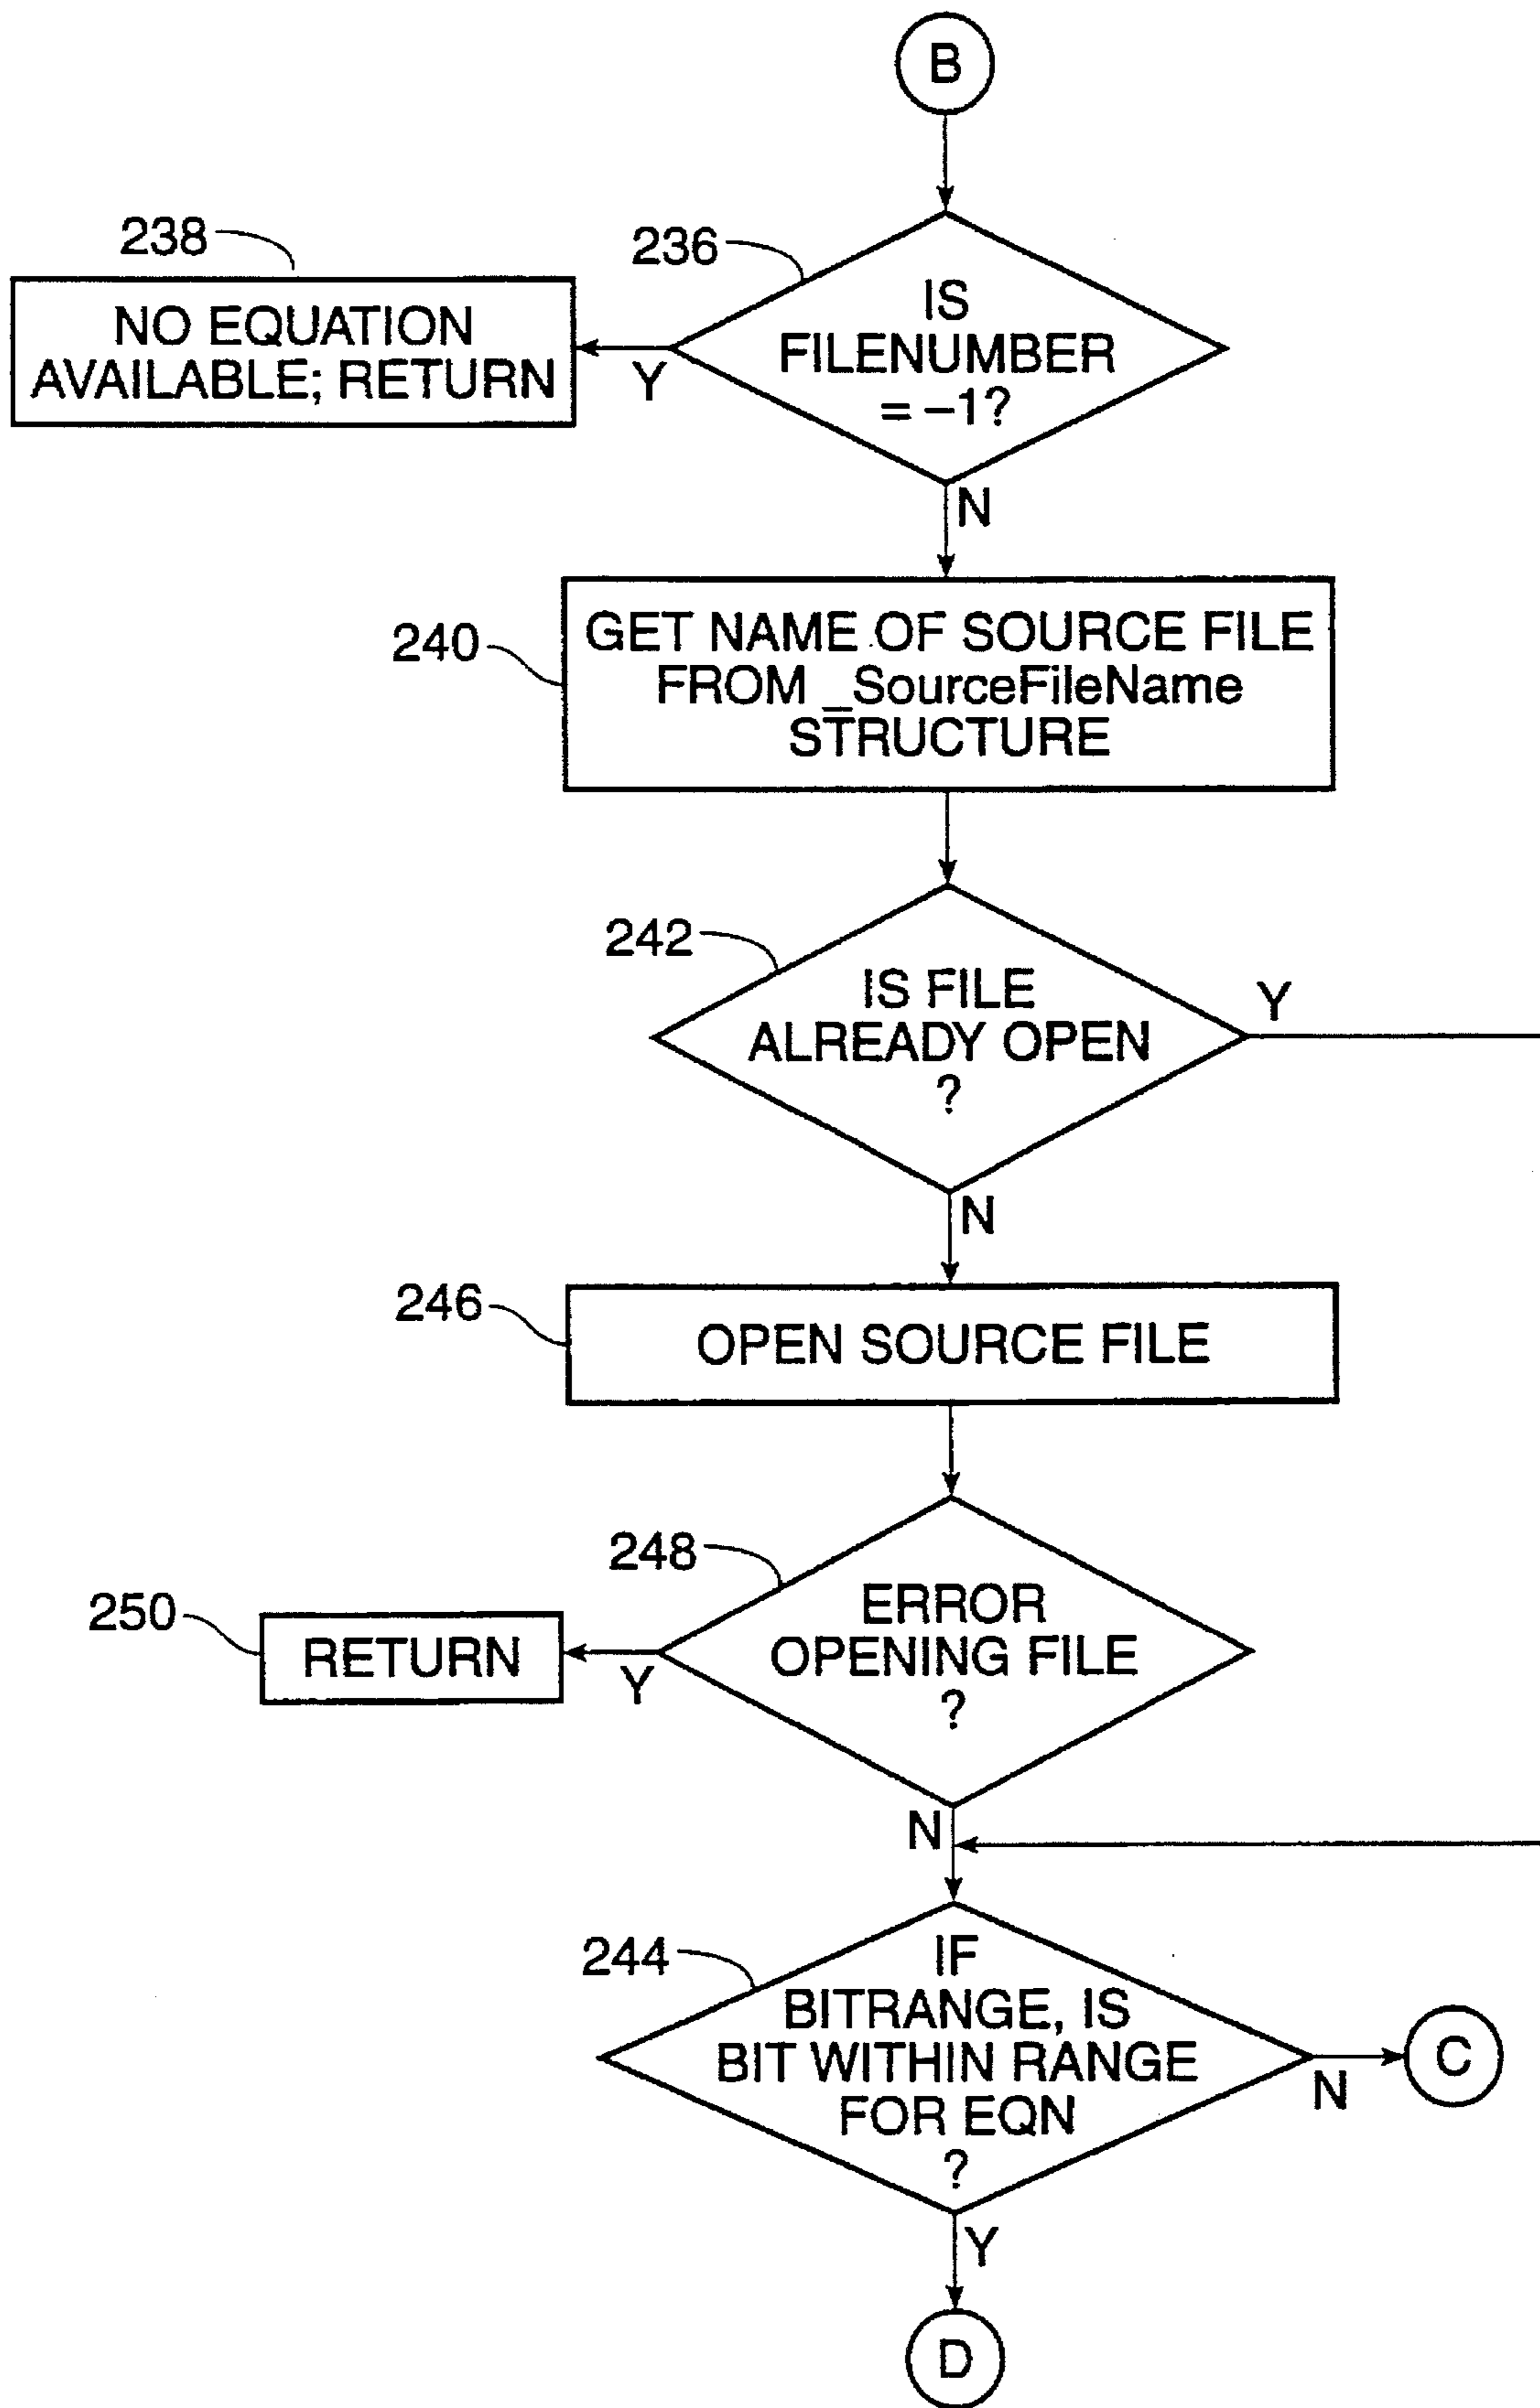 B
238
236
NO EQUATION
AVAILABLE; RETURN
Y
IS
FILENUMBER
= –1?
N
240
GET NAME OF SOURCE FILE
FROM _SourceFileName
STRUCTURE
242
IS FILE
ALREADY OPEN
?
Y
N
246
OPEN SOURCE FILE
248
250
RETURN
Y
ERROR
OPENING FILE
?
N
244
IF
BITRANGE, IS
BIT WITHIN RANGE
FOR EQN
?
N
C
Y
D